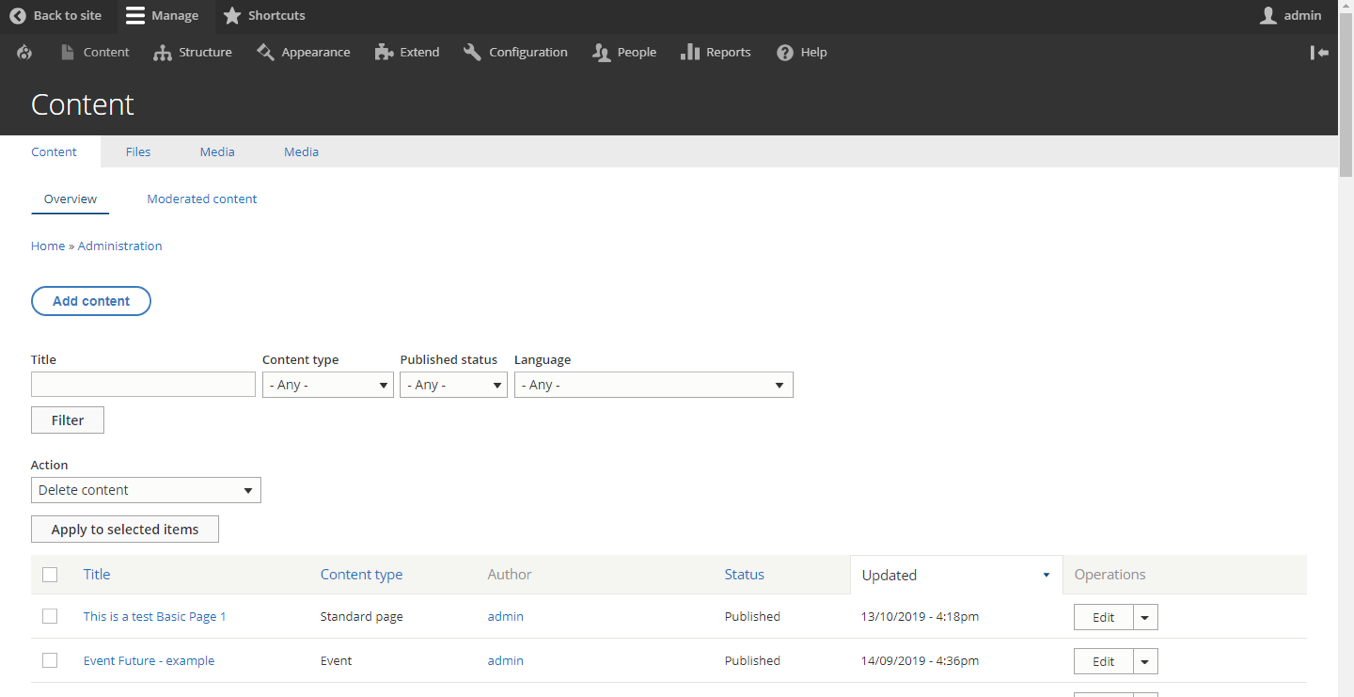 Back to site Manage Shortcuts admin
Content Structure Appearance Extend Configuration People Reports Help
Content
Content Files Media Media
Overview Moderated content
Home » Administration
Add content
Title Content type Published status Language
- Any - - Any - - Any -
Filter
Action
Delete content
Apply to selected items
Title Content type Author Status Updated Operations
This is a test Basic Page 1 Standard page admin Published 13/10/2019 - 4:18pm Edit
Event Future - example Event admin Published 14/09/2019 - 4:36pm Edit